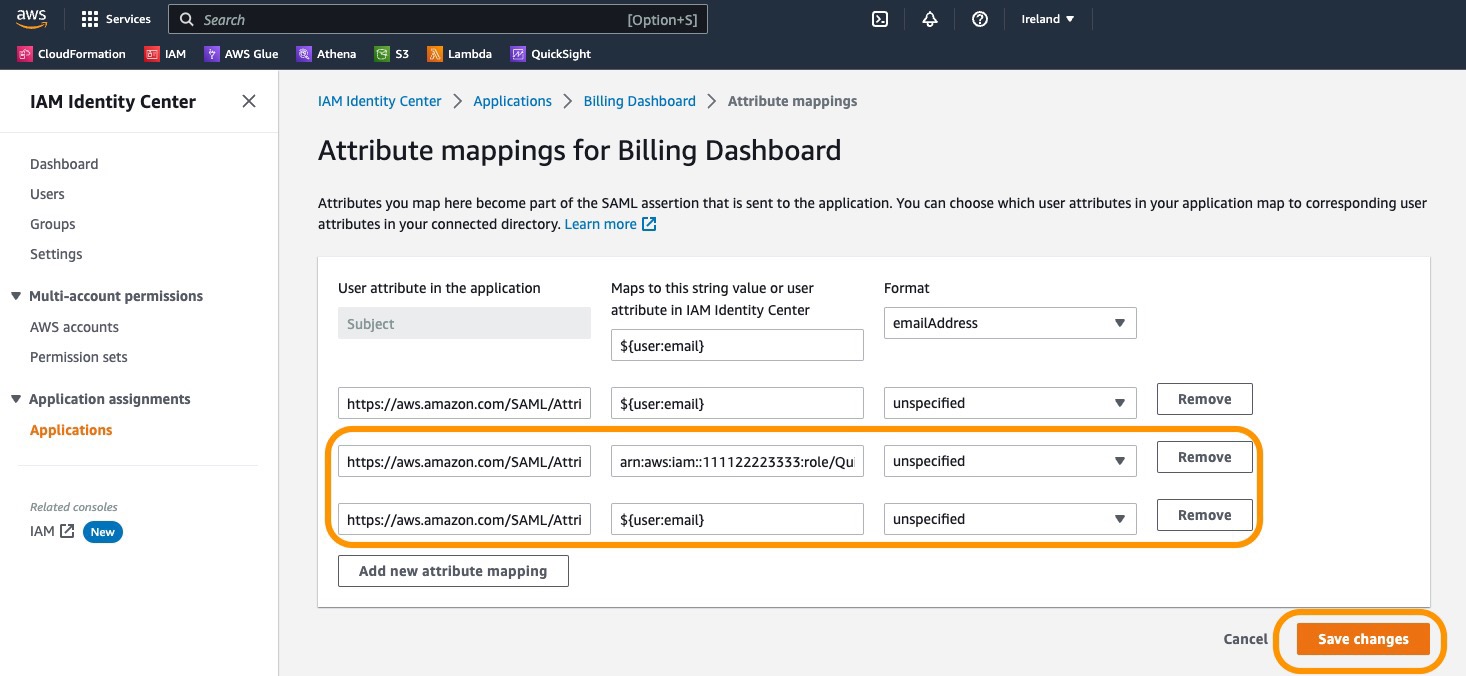 aws
Services
Search
[Option+S]
Ireland
CloudFormation
IAM
AWS Glue
Athena
S3
Lambda
QuickSight
IAM Identity Center
Dashboard
Users
Groups
Settings
Multi-account permissions
AWS accounts
Permission sets
Application assignments
Applications
Related consoles
IAM
New
IAM Identity Center
Applications
Billing Dashboard
Attribute mappings
Attribute mappings for Billing Dashboard
Attributes you map here become part of the SAML assertion that is sent to the application. You can choose which user attributes in your application map to corresponding user
attributes in your connected directory. Learn more
User attribute in the application
Subject
Maps to this string value or user
attribute in IAM Identity Center
${user:email}
Format
emailAddress
https://aws.amazon.com/SAML/Attri
${user:email}
unspecified
Remove
https://aws.amazon.com/SAML/Attri
arn:aws:iam::111122223333:role/Qui
unspecified
Remove
https://aws.amazon.com/SAML/Attri
${user:email}
unspecified
Remove
Add new attribute mapping
Cancel
Save changes